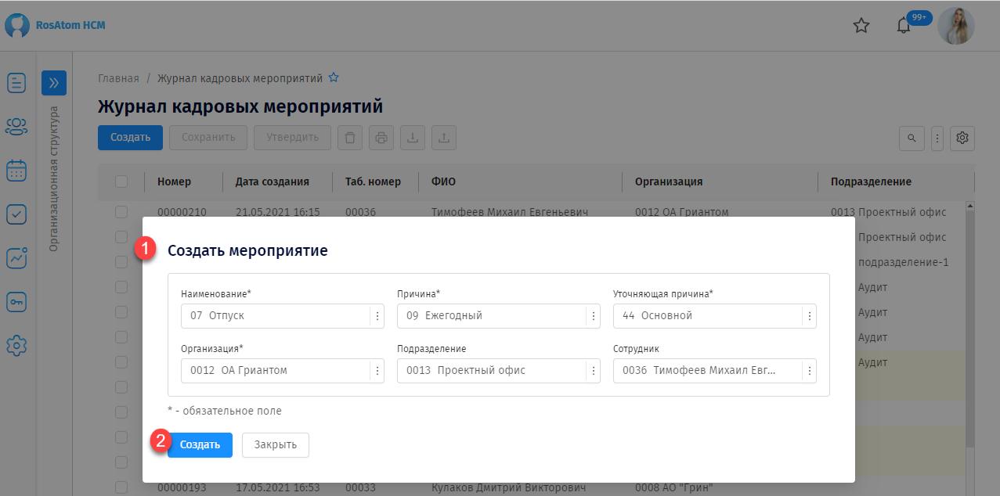 RosAtom HCM
99+
Главная / Журнал кадровых мероприятий
Журнал кадровых мероприятий
Создать Сохранить Утвердить
Организационная структура
Номер Дата создания Таб. номер ФИО Организация Подразделение
00000210 21.05.2021 16:15 00036 Тимофеев Михаил Евгеньевич 0012 ОА Гриантом 0013 Проектный офис
Проектный офис
подразделение-1
Аудит
Аудит
Аудит
Аудит
1
Создать мероприятие
Наименование* Причина* Уточняющая причина*
07 Отпуск 09 Ежегодный 44 Основной
Организация* Подразделение Сотрудник
0012 ОА Гриантом 0013 Проектный офис 0036 Тимофеев Михаил Евг...
* - обязательное поле
2
Создать Закрыть
00000193 17.05.2021 16:53 00033 Кулаков Дмитрий Викторович 0008 АО "Грин"